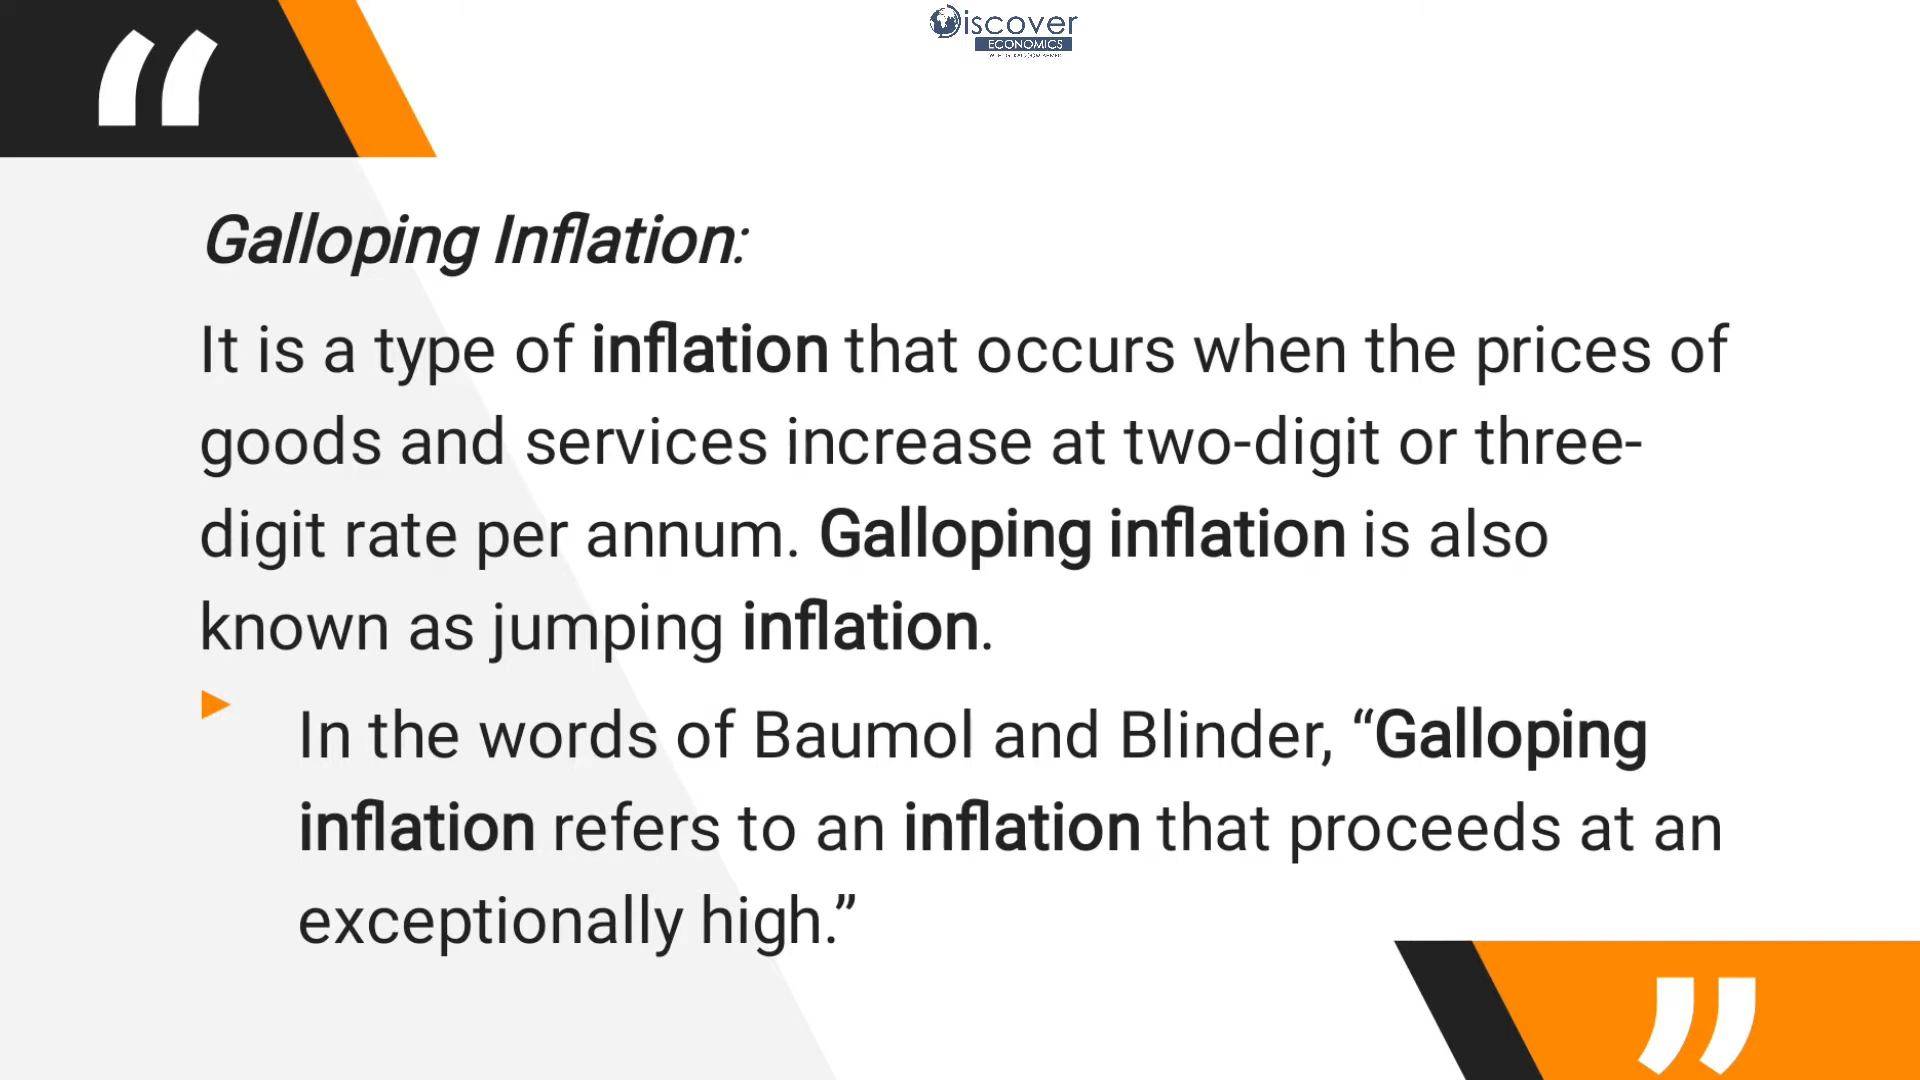 Discover
ECONOMICS
Galloping Inflation:
It is a type of inflation that occurs when the prices of
goods and services increase at two-digit or three-
digit rate per annum. Galloping inflation is also
known as jumping inflation.
In the words of Baumol and Blinder, “Galloping
inflation refers to an inflation that proceeds at an
exceptionally high.”